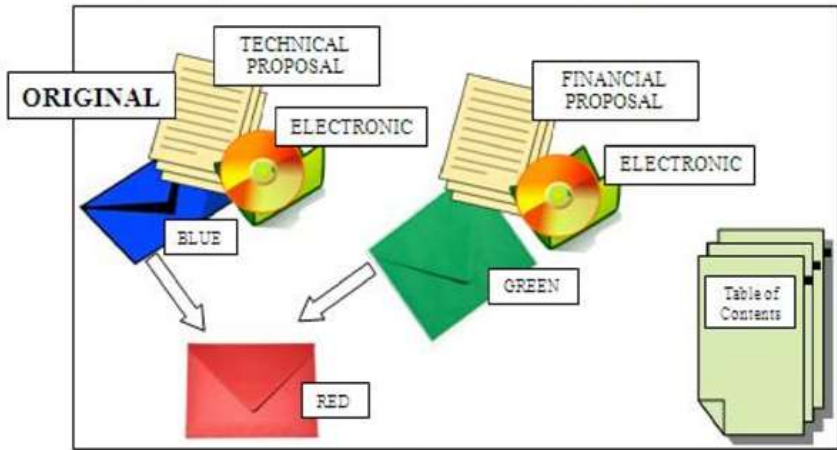 TECHNICAL
PROPOSAL
ORIGINAL
ELECTRONIC
BLUE
FINANCIAL
PROPOSAL
ELECTRONIC
GREEN
RED
Table of
Contents